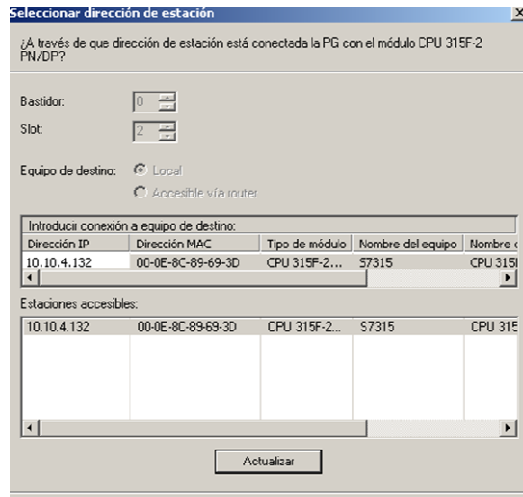 Seleccionar dirección de estación
¿A través de que dirección de estación está conectada la PG con el módulo CPU 315F-2
PN/DP?
Bastidor: 0
Slot: 2
Equipo de destino: Local
Accesible vía router
Introducir conexión a equipo de destino:
Dirección IP Dirección MAC Tipo de módulo Nombre del equipo Nombre
10.10.4.132 00-0E-8C-89-69-3D CPU 315F-2... S7315 CPU 315
Estaciones accesibles:
10.10.4.132 00-0E-8C-89-69-3D CPU 315F-2... S7315 CPU 315
Actualizar